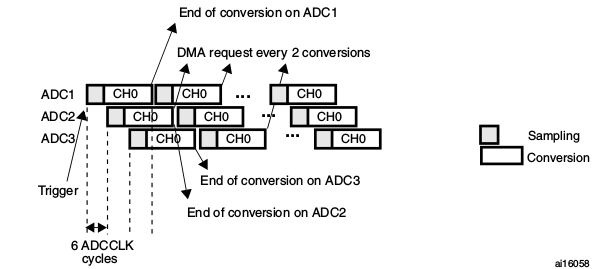 End of conversion on ADC1
DMA request every 2 conversions
ADC1 CH0 CH0 ... CH0
ADC2 CH0 CH0 ... CH0
ADC3 CH0 CH0 ... CH0
Sampling
Conversion
Trigger
End of conversion on ADC3
End of conversion on ADC2
6 ADCCLK
cycles
ai16058